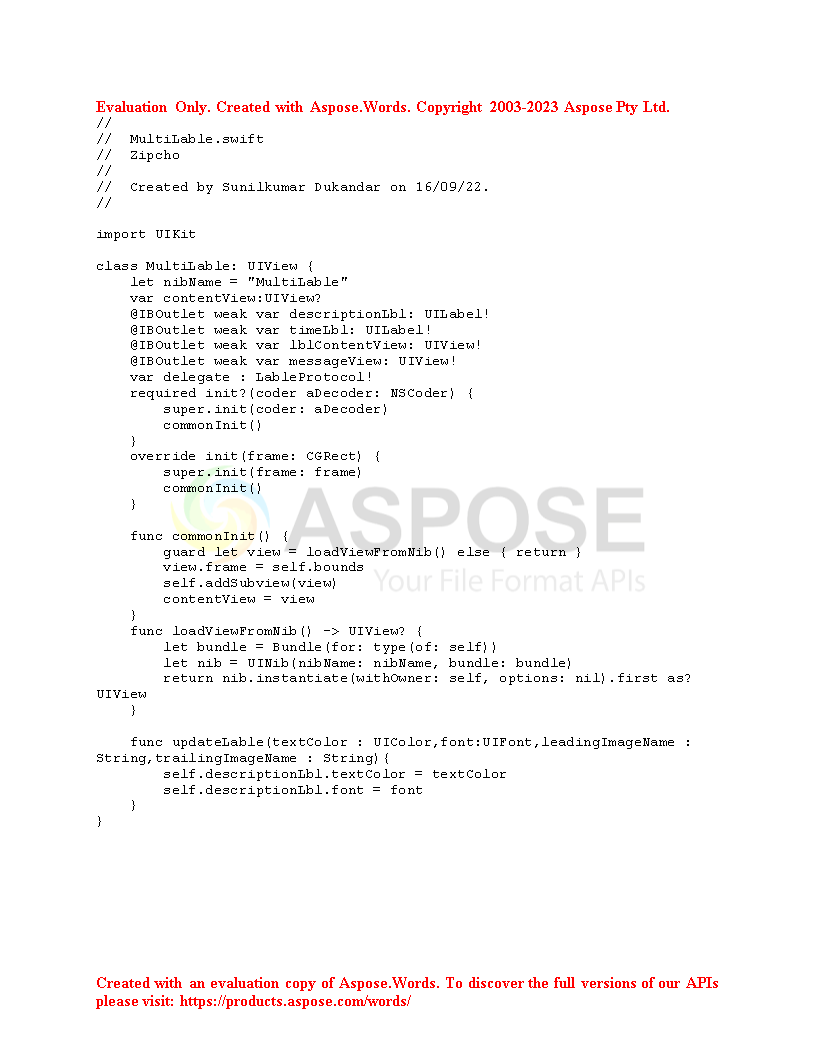 Evaluation Only. Created with Aspose.Words. Copyright 2003-2023 Aspose Pty Ltd.
//
//  MultiLable.swift
//  Zipcho
//
//  Created by Sunilkumar Dukandar on 16/09/22.
//
import UIKit
class MultiLable: UIView {
    let nibName = "MultiLable"
    var contentView:UIView?
    @IBOutlet weak var descriptionLbl: UILabel!
    @IBOutlet weak var timeLbl: UILabel!
    @IBOutlet weak var lblContentView: UIView!
    @IBOutlet weak var messageView: UIView!
    var delegate : LableProtocol!
    required init?(coder aDecoder: NSCoder) {
        super.init(coder: aDecoder)
        commonInit()
    }
    override init(frame: CGRect) {
        super.init(frame: frame)
        commonInit()
    }
ASPOSE
    func commonInit() {
        guard let view = loadViewFromNib() else { return }
        view.frame = self.bounds
Your File Format APIs
        self.addSubview(view)
        contentView = view
    }
    func loadViewFromNib() -> UIView? {
        let bundle = Bundle(for: type(of: self))
        let nib = UINib(nibName: nibName, bundle: bundle)
        return nib.instantiate(withOwner: self, options: nil).first as?
UIView
    }
    func updateLable(textColor : UIColor,font:UIFont,leadingImageName :
String,trailingImageName : String){
        self.descriptionLbl.textColor = textColor
        self.descriptionLbl.font = font
    }
}
Created with an evaluation copy of Aspose.Words. To discover the full versions of our APIs
please visit: https://products.aspose.com/words/